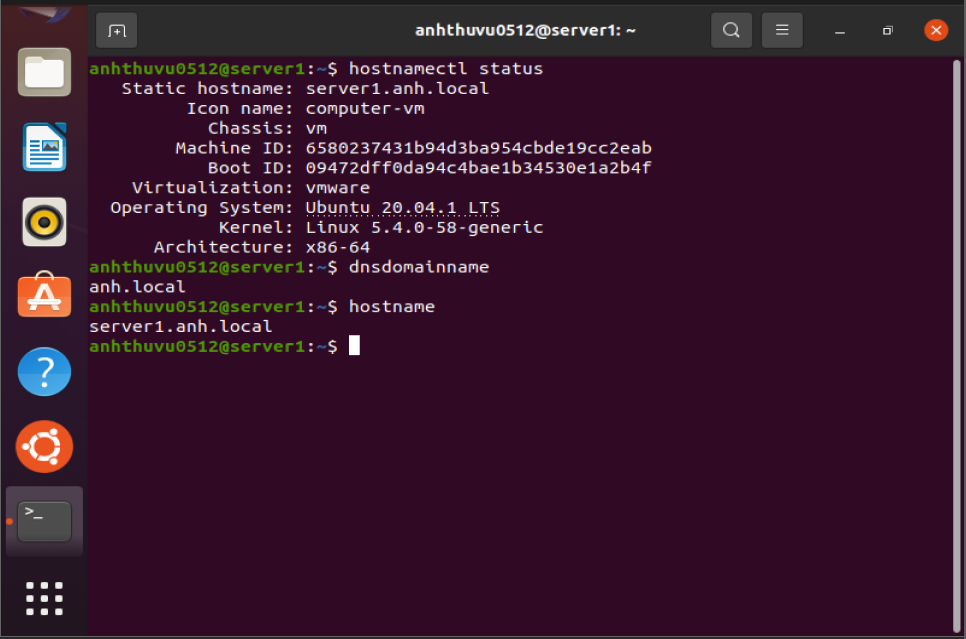 anhthuvu0512@server1: ~
anhthuvu0512@server1:~$ hostnamectl status
Static hostname: server1.anh.local
Icon name: computer-vm
Chassis: vm
Machine ID: 6580237431b94d3ba954cbde19cc2eab
Boot ID: 09472dff0da94c4bae1b34530e1a2b4f
Virtualization: vmware
Operating System: Ubuntu 20.04.1 LTS
Kernel: Linux 5.4.0-58-generic
Architecture: x86-64
anhthuvu0512@server1:~$ dnsdomainname
anh.local
anhthuvu0512@server1:~$ hostname
server1.anh.local
anhthuvu0512@server1:~$